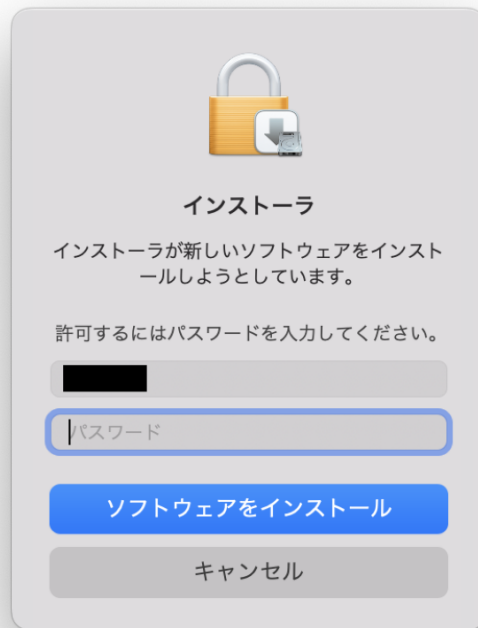 インストーラ
インストーラが新しいソフトウェアをインスト
ールしようとしています。
許可するにはパスワードを入力してください。
パスワード
ソフトウェアをインストール
キャンセル